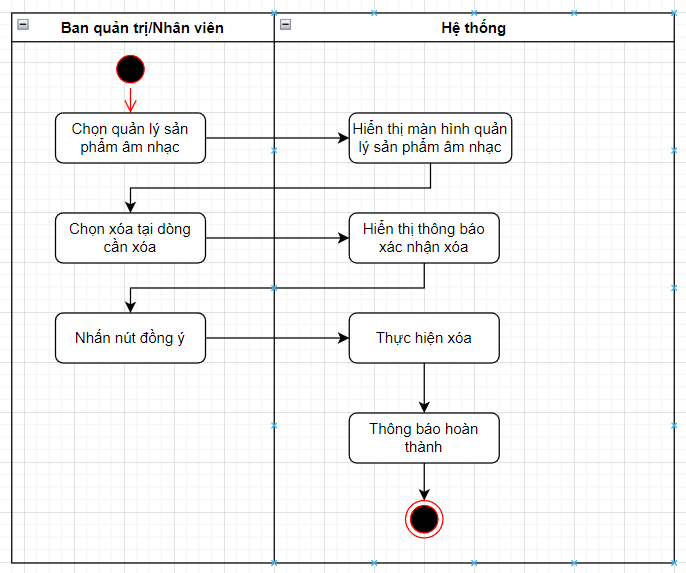 Ban quản trị/Nhân viên
Hệ thống
Chọn quản lý sản
phẩm âm nhạc
Hiển thị màn hình quản
lý sản phẩm âm nhạc
Chọn xóa tại dòng
cần xóa
Hiển thị thông báo
xác nhận xóa
Nhấn nút đồng ý
Thực hiện xóa
Thông báo hoàn
thành